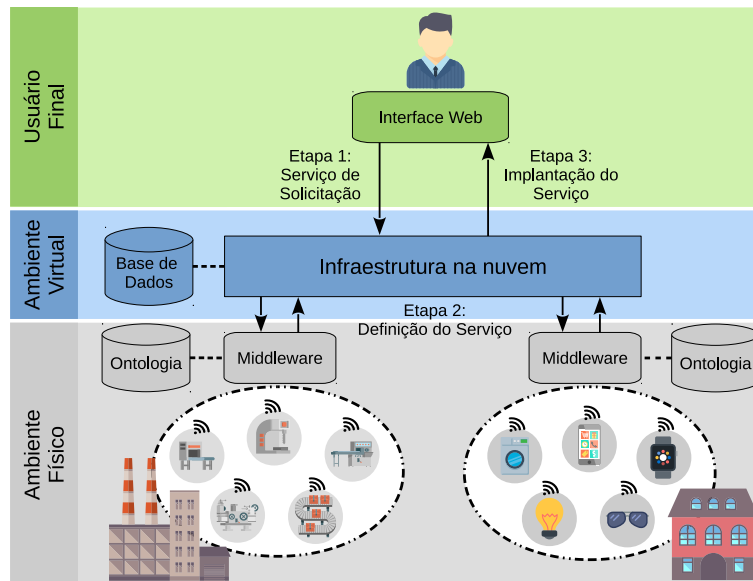 Usuário
Final
Interface Web
Etapa 1:
Serviço de
Solicitação
Etapa 3:
Implantação do
Serviço
Ambiente
Virtual
Base de
Dados
Infraestrutura na nuvem
Etapa 2:
Definição do Serviço
Ambiente
Físico
Ontologia
Middleware
Middleware
Ontologia